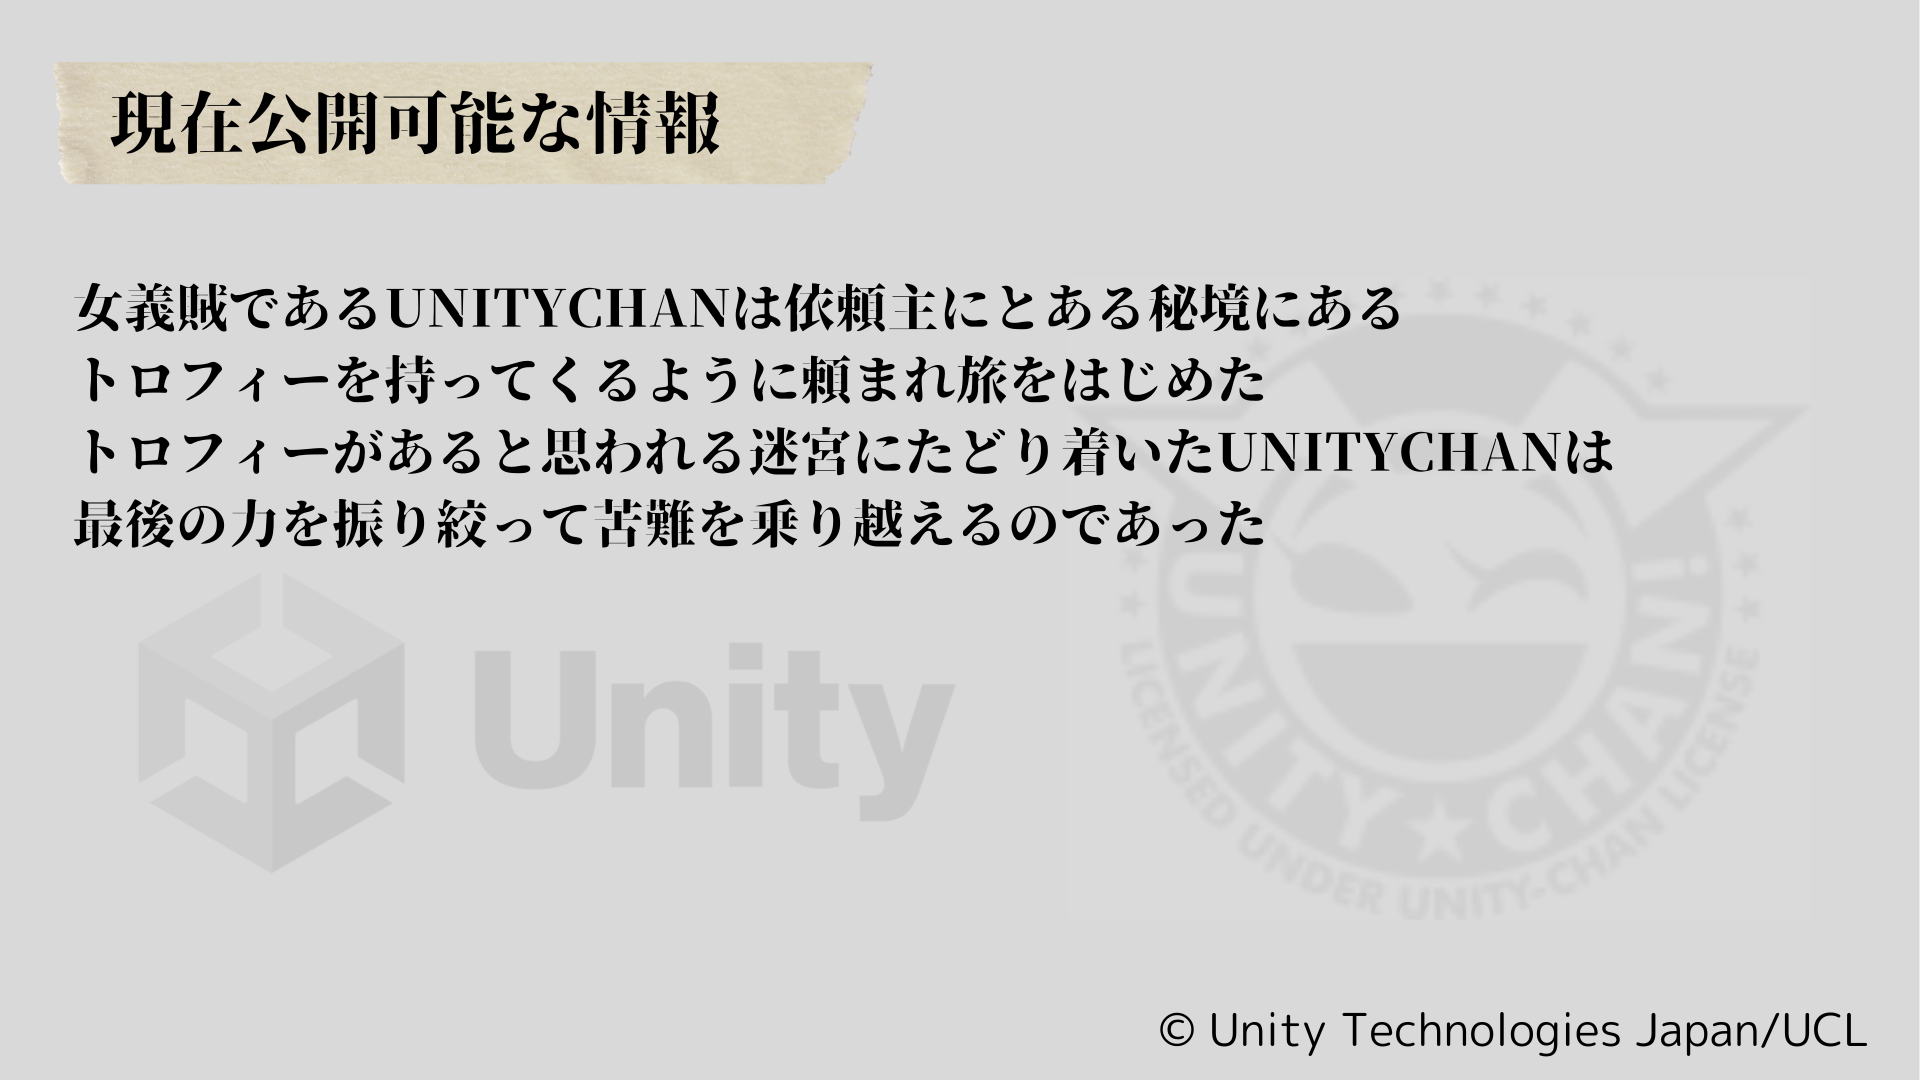 現在公開可能な情報
女義賊であるUNITYCHANは依頼主にとある秘境にある
トロフィーを持ってくるように頼まれ旅をはじめた
トロフィーがあると思われる迷宮にたどり着いたUNITYCHANは
最後の力を振り絞って苦難を乗り越えるのであった
Unity
UNITY★CHAN!
LICENSED UNDER UNITY-CHAN LICENSE
© Unity Technologies Japan/UCL